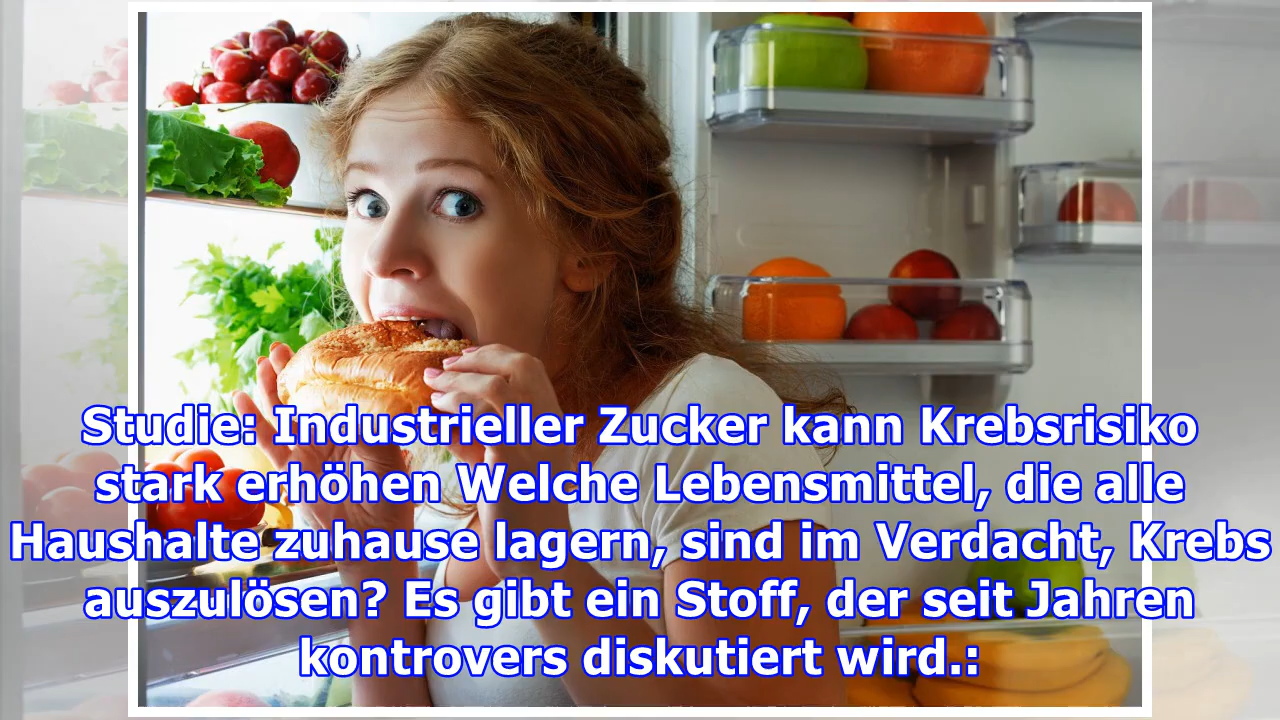 Studie: Industrieller Zucker kann Krebsrisiko
stark erhöhen Welche Lebensmittel, die alle
Haushalte zuhause lagern, sind im Verdacht, Krebs
auszulösen? Es gibt ein Stoff, der seit Jahren
kontrovers diskutiert wird.: